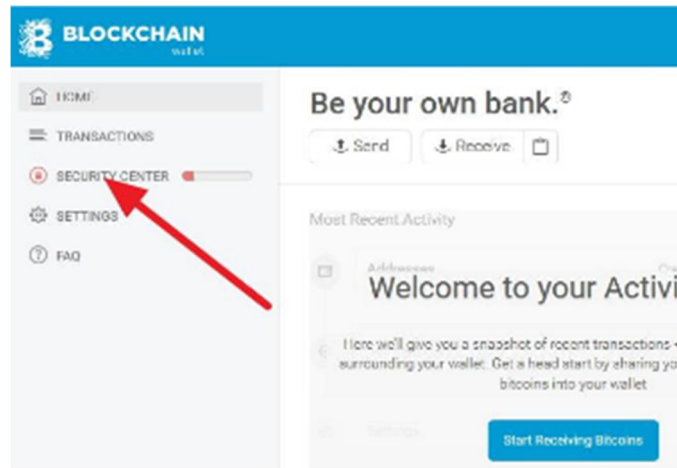 BLOCKCHAIN
wallet
HOME
TRANSACTIONS
SECURITY CENTER
SETTINGS
FAQ
Be your own bank.®
Send
Receive
Most Recent Activity
Addresses
Welcome to your Activi
Here we'll give you a snapshot of recent transactions
surrounding your wallet. Get a head start by sharing yo
bitcoins into your wallet
Settings
Start Receiving Bitcoins